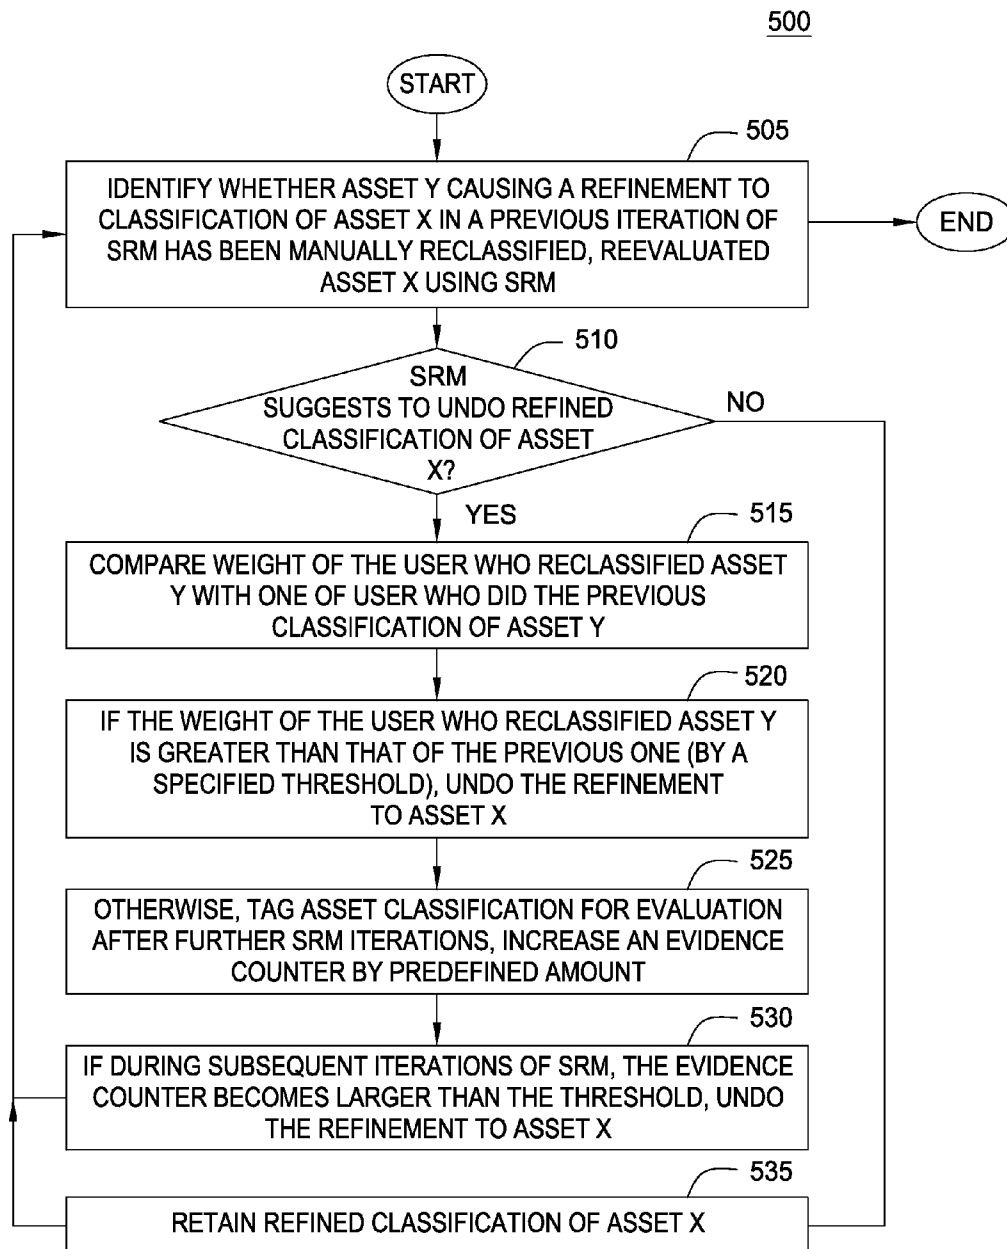 500
START
505
IDENTIFY WHETHER ASSET Y CAUSING A REFINEMENT TO
CLASSIFICATION OF ASSET X IN A PREVIOUS ITERATION OF
SRM HAS BEEN MANUALLY RECLASSIFIED, REEVALUATED
ASSET X USING SRM
END
510
SRM
SUGGESTS TO UNDO REFINED
CLASSIFICATION OF ASSET
X?
NO
YES
515
COMPARE WEIGHT OF THE USER WHO RECLASSIFIED ASSET
Y WITH ONE OF USER WHO DID THE PREVIOUS
CLASSIFICATION OF ASSET Y
520
IF THE WEIGHT OF THE USER WHO RECLASSIFIED ASSET Y
IS GREATER THAN THAT OF THE PREVIOUS ONE (BY A
SPECIFIED THRESHOLD), UNDO THE REFINEMENT
TO ASSET X
525
OTHERWISE, TAG ASSET CLASSIFICATION FOR EVALUATION
AFTER FURTHER SRM ITERATIONS, INCREASE AN EVIDENCE
COUNTER BY PREDEFINED AMOUNT
530
IF DURING SUBSEQUENT ITERATIONS OF SRM, THE EVIDENCE
COUNTER BECOMES LARGER THAN THE THRESHOLD, UNDO
THE REFINEMENT TO ASSET X
535
RETAIN REFINED CLASSIFICATION OF ASSET X